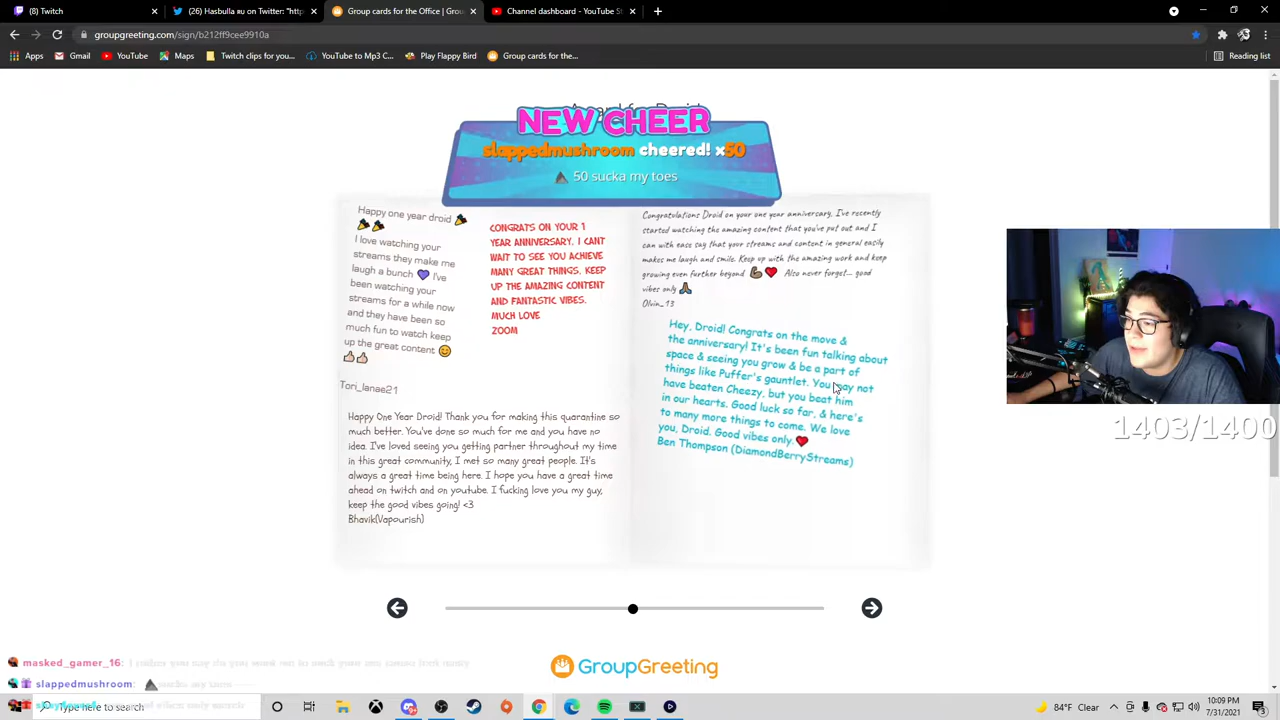 (8) Twitch
(26) Hasbulla ru on Twitter: "http
Group cards for the Office | Grou
Channel dashboard - YouTube St
groupgreeting.com/sign/b212ff9cee9910a
Apps
Gmail
YouTube
Maps
Twitch clips for you...
YouTube to Mp3 C...
Play Flappy Bird
Group cards for the...
Reading list
NEW CHEER
slappedmushroom cheered! x50
50 sucka my toes
Happy one year droid 🎉
🎉🎉
I love watching your
streams they make me
laugh a bunch 💜 I've
been watching your
streams for a while now
and they have been so
much fun to watch keep
up the great content 😊
👍🏻👍🏻
Tori_lanae21
CONGRATS ON YOUR 1
YEAR ANNIVERSARY. I CANT
WAIT TO SEE YOU ACHIEVE
MANY GREAT THINGS. KEEP
UP THE AMAZING CONTENT
AND FANTASTIC VIBES.
MUCH LOVE
ZOOM
Happy One Year Droid! Thank you for making this quarantine so
much better. You've done so much for me and you have no
idea. I've loved seeing you getting partner throughout my time
in this great community, I met so many great people. It's
always a great time being here. I hope you have a great time
ahead on twitch and on youtube. I fucking love you my guy,
keep the good vibes going! <3
Bhavik(Vapourish)
Congratulations Droid on your one year anniversary, I've recently
started watching the amazing content that you've put out and I
can with ease say that your streams and content in general easily
makes me laugh and smile. Keep up with the amazing work and keep
growing even further beyond 💪🏾❤️ Also never forget... good
vibes only 🙏🏾
Olvin_13
Hey, Droid! Congrats on the move &
the anniversary! It's been fun talking about
space & seeing you grow & be a part of
things like Puffer's gauntlet. You may not
have beaten Cheezy, but you beat him
in our hearts. Good luck so far, & here's
to many more things to come. We love
you, Droid. Good vibes only. ❤️
Ben Thompson (DiamondBerryStreams)
1403/1400
GroupGreeting
masked_gamer_16:
slappedmushroom:
Type here to search
84°F Clear
10:09 PM
7/31/2021